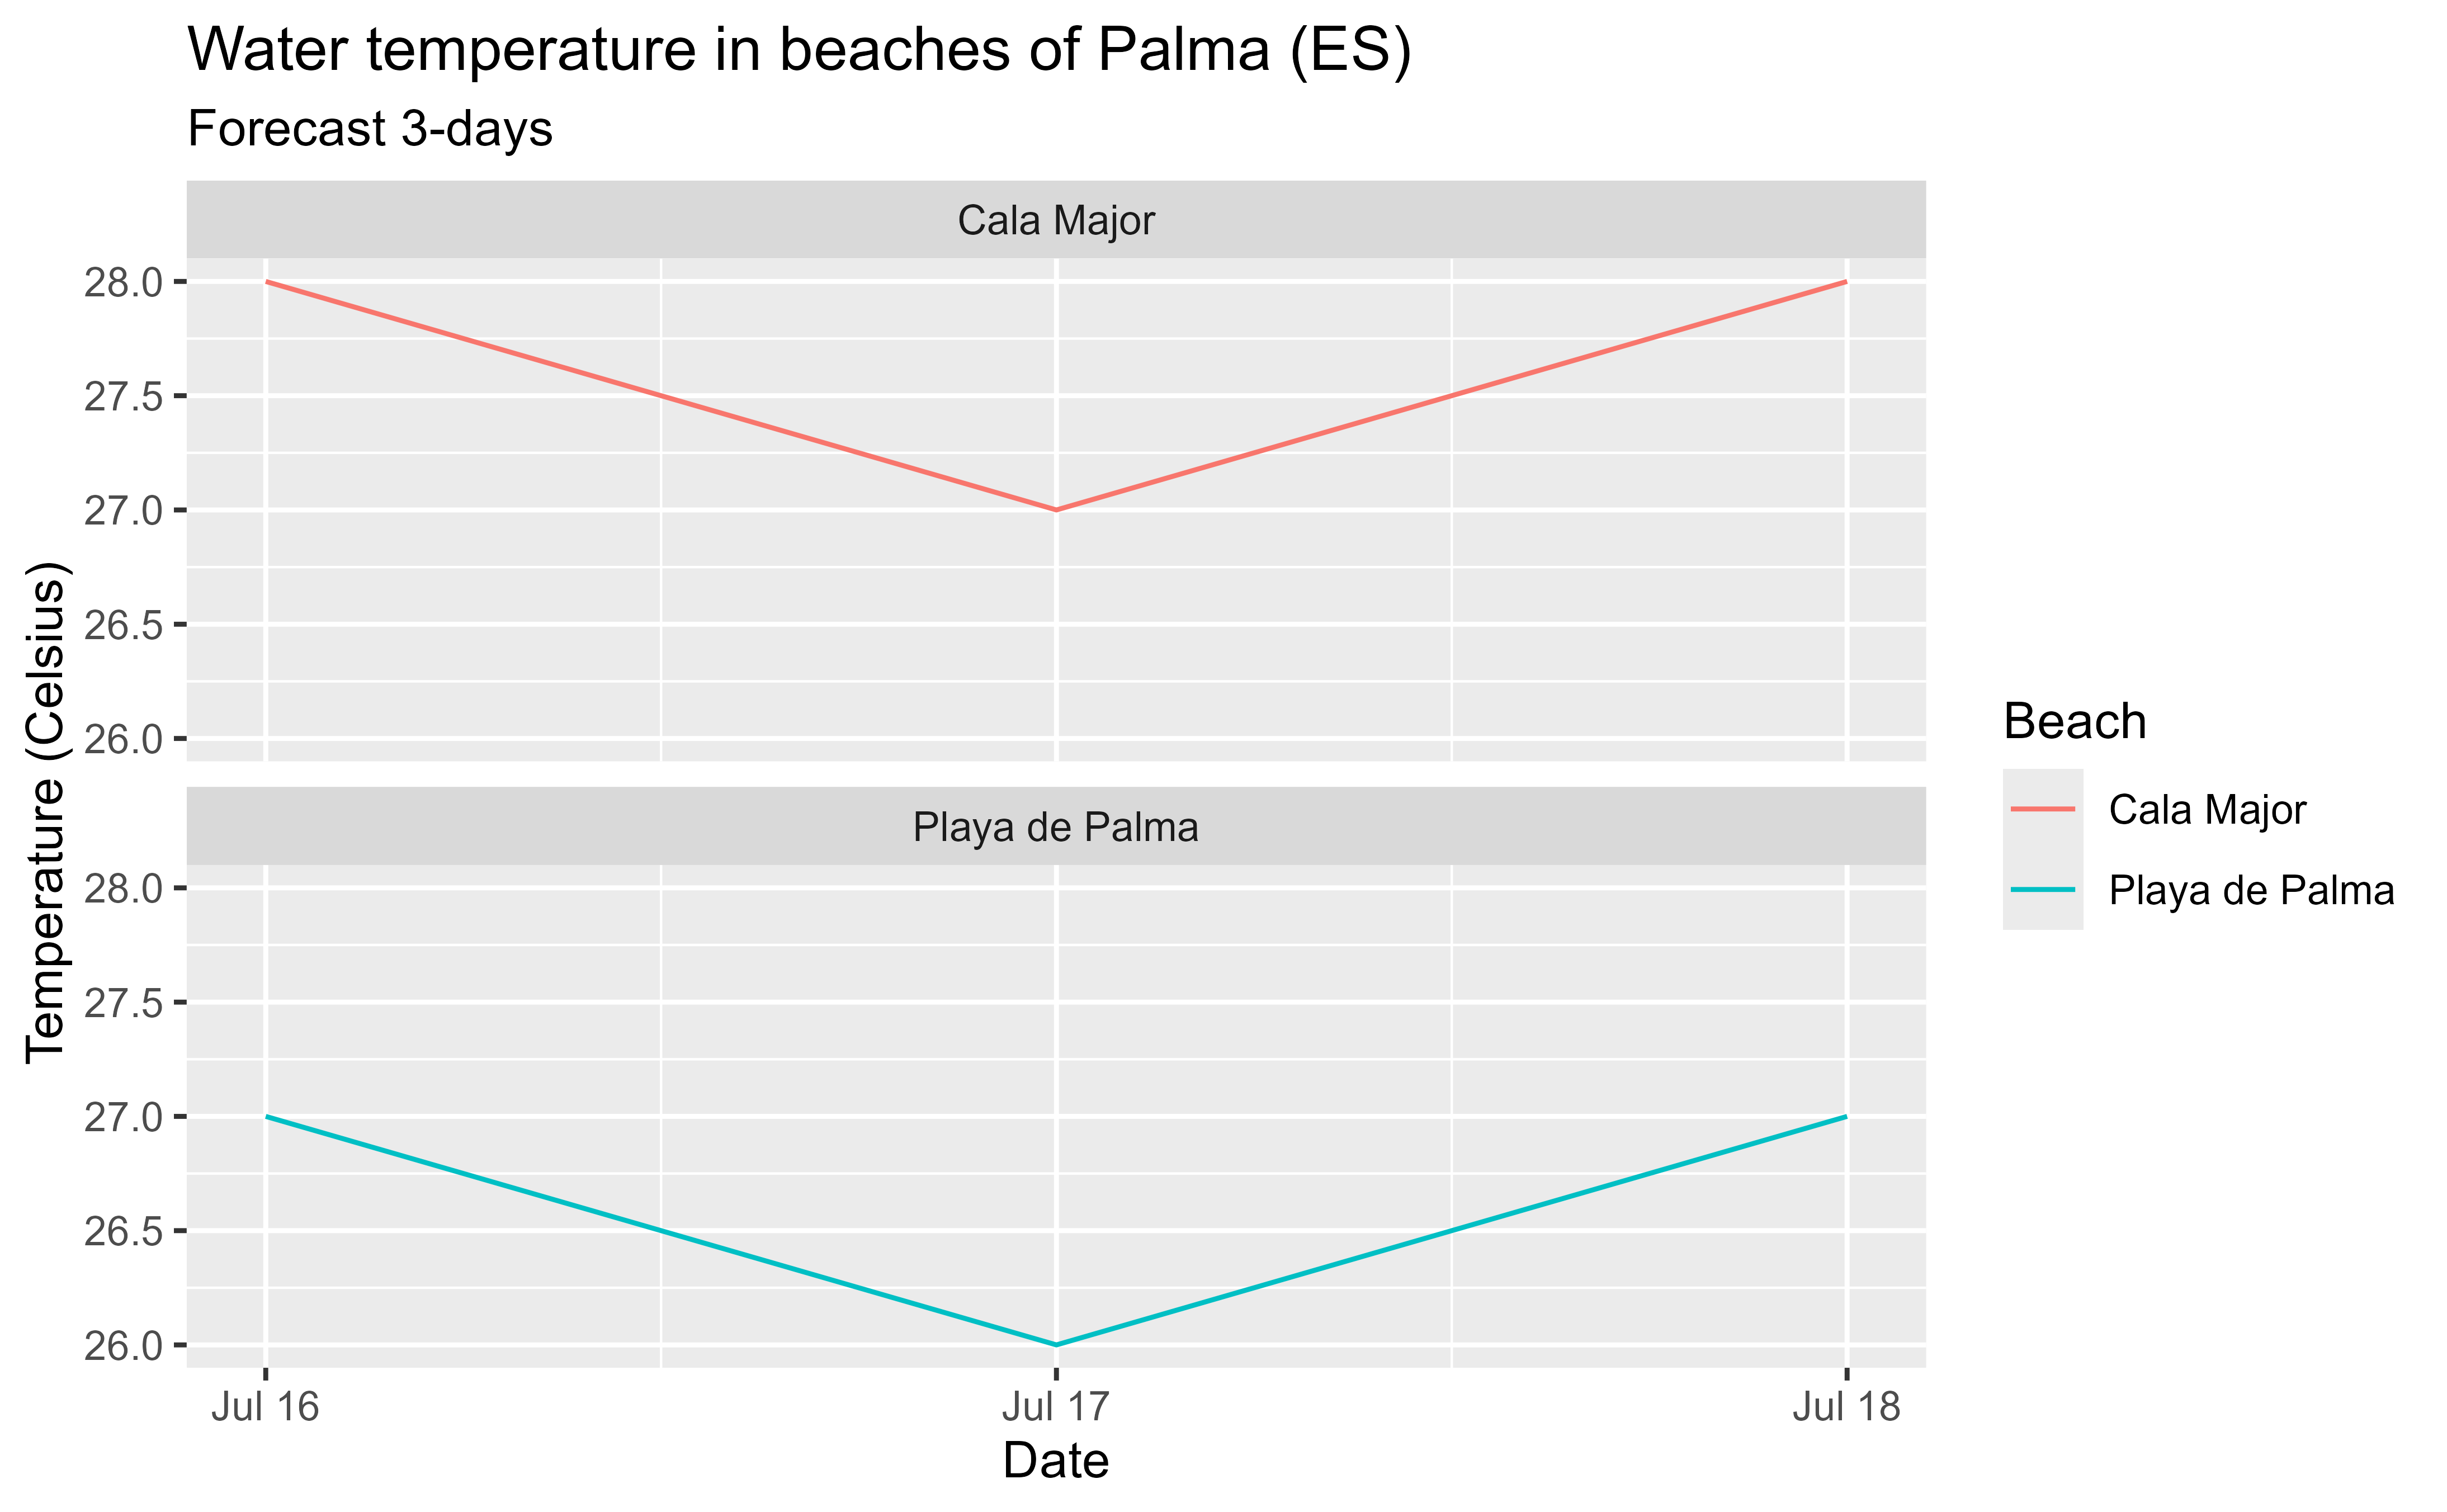 Water temperature in beaches of Palma (ES)
Forecast 3-days
Cala Major
28.0
27.5
27.0
26.5
26.0
Temperature (Celsius)
Playa de Palma
28.0
27.5
27.0
26.5
26.0
Jul 16 Jul 17 Jul 18
Date
Beach
Cala Major
Playa de Palma